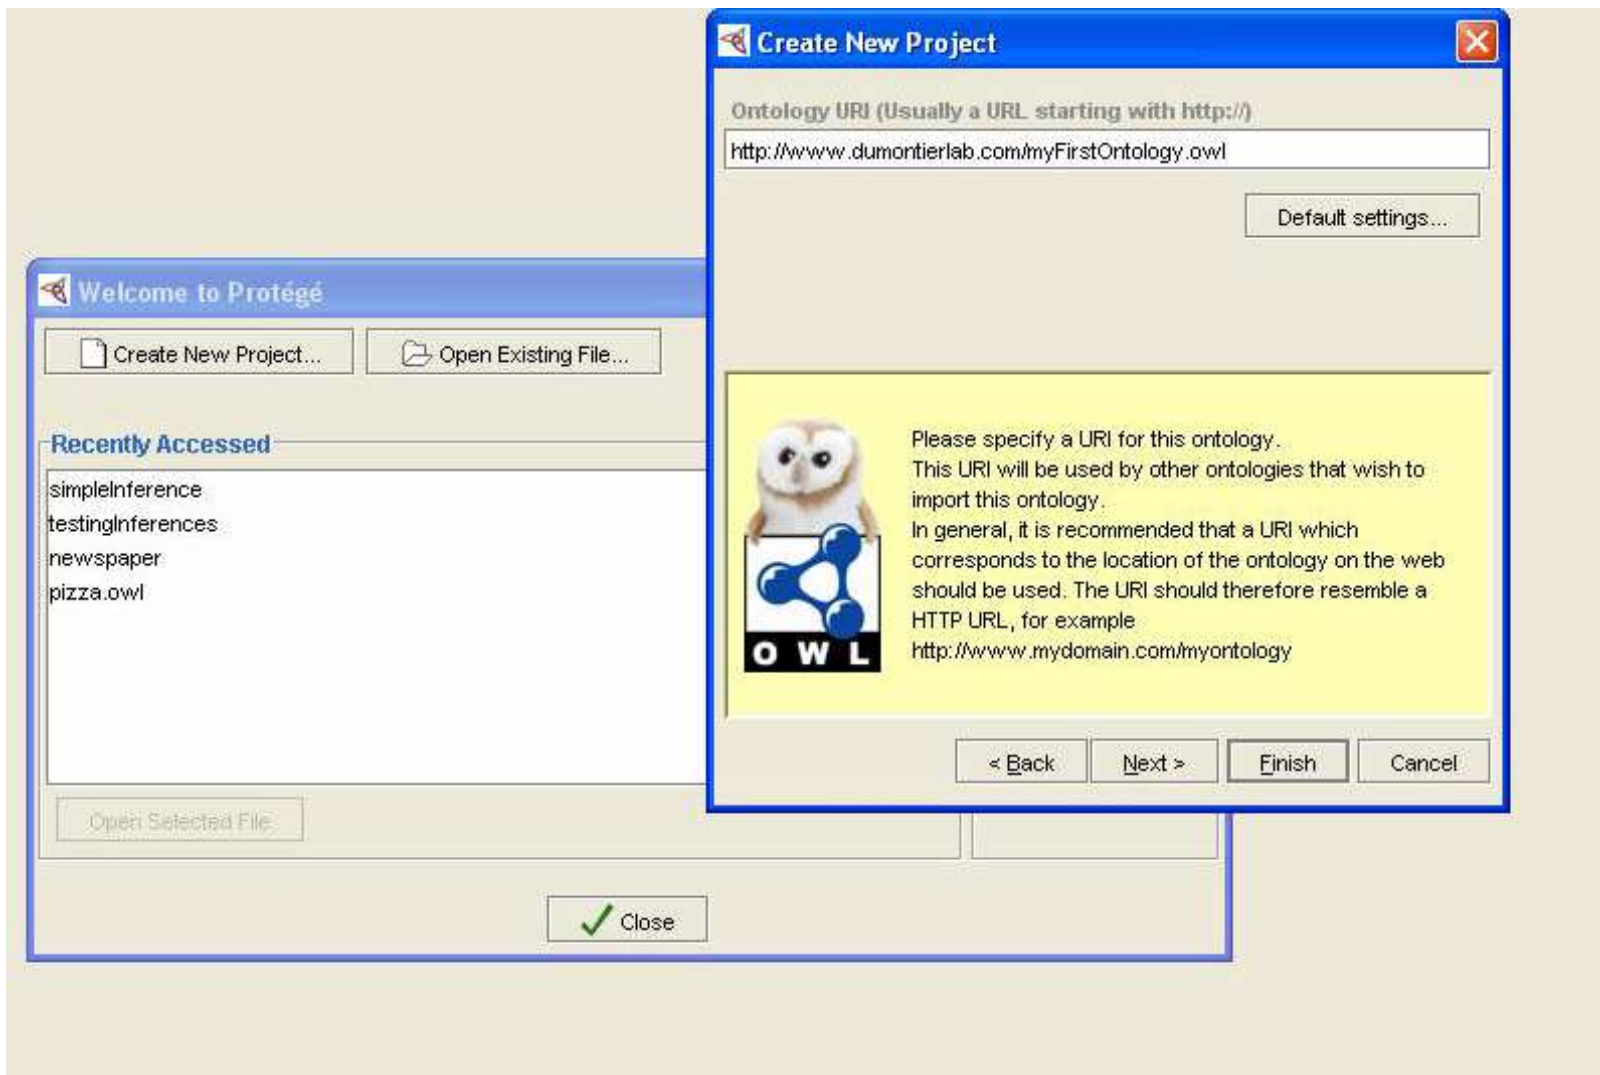 Create New Project
Ontology URI (Usually a URL starting with http://)
http://www.dumontierlab.com/myFirstOntology.owl
Default settings...
Welcome to Protégé
Create New Project...
Open Existing File...
Recently Accessed
simpleInference
testingInferences
newspaper
pizza.owl
Please specify a URI for this ontology.
This URI will be used by other ontologies that wish to
import this ontology.
In general, it is recommended that a URI which
corresponds to the location of the ontology on the web
should be used. The URI should therefore resemble a
HTTP URL, for example
http://www.mydomain.com/myontology
OWL
< Back
Next >
Finish
Cancel
Open Selected File
Close